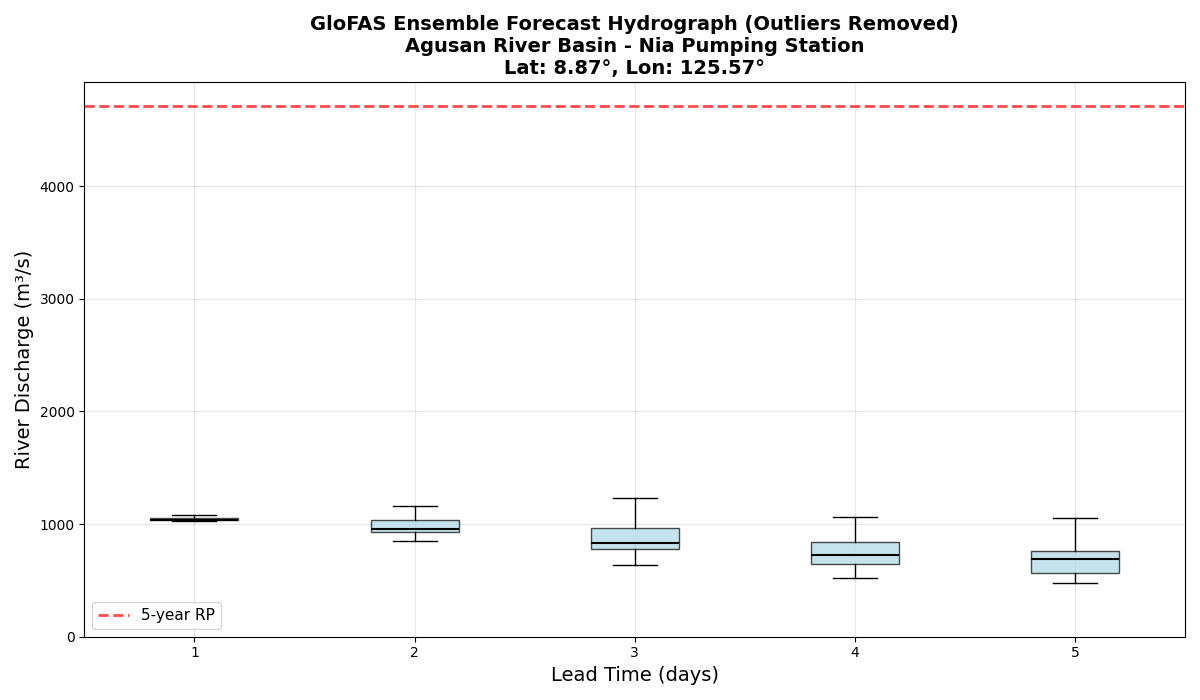 GloFAS Ensemble Forecast Hydrograph (Outliers Removed)
Agusan River Basin - Nia Pumping Station
Lat: 8.87°, Lon: 125.57°
River Discharge (m³/s)
4000
3000
2000
1000
0
5-year RP
1 2 3 4 5
Lead Time (days)